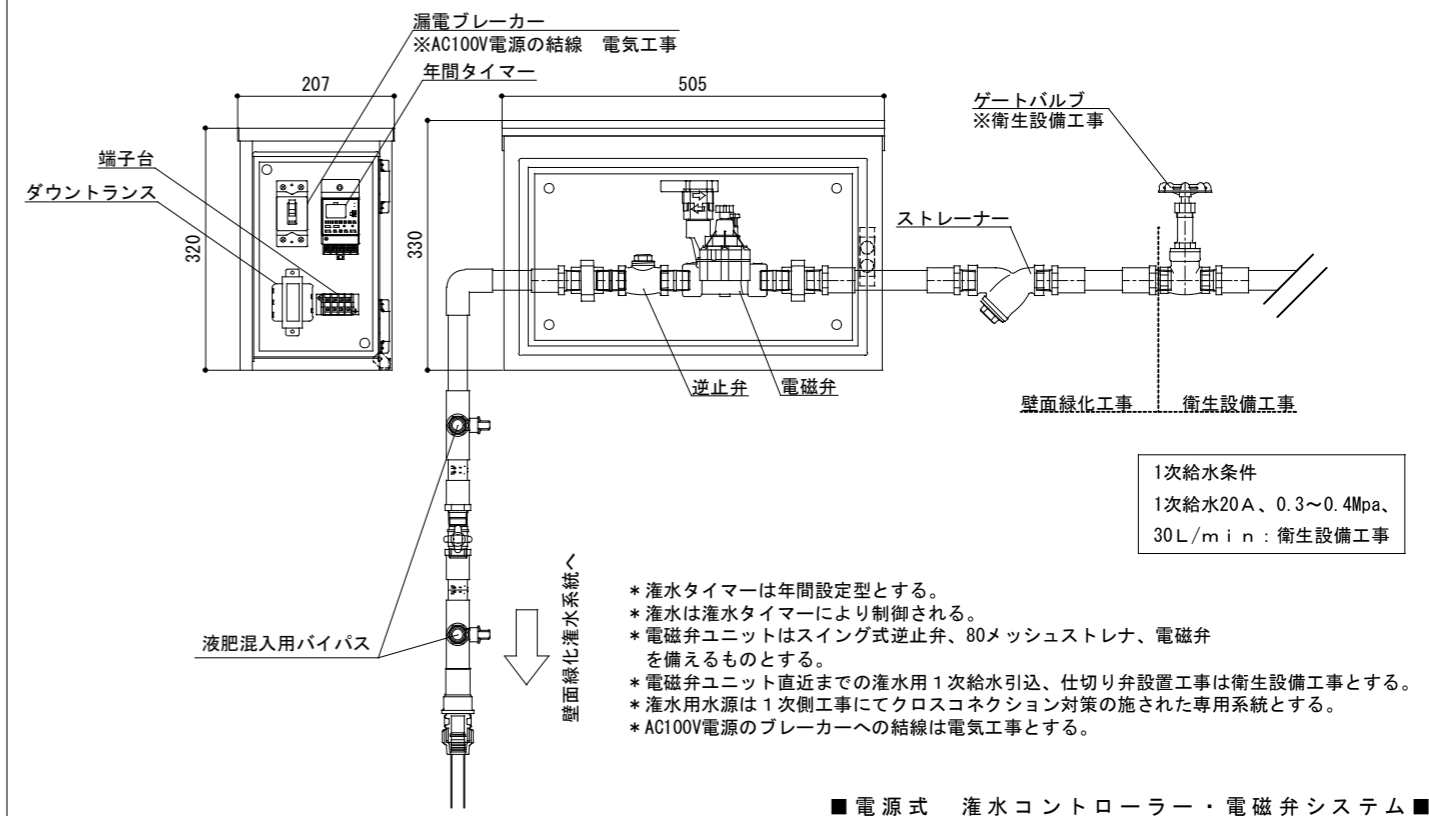 漏電ブレーカー
※AC100V電源の結線　電気工事
年間タイマー
207
505
ゲートバルブ
※衛生設備工事
端子台
ダウントランス
320
330
ストレーナー
逆止弁
電磁弁
壁面緑化工事
衛生設備工事
1次給水条件
1次給水20Ａ、0.3～0.4Mpa、
30Ｌ/ｍｉｎ：衛生設備工事
液肥混入用バイパス
壁面緑化潅水系統へ
＊潅水タイマーは年間設定型とする。
＊潅水は潅水タイマーにより制御される。
＊電磁弁ユニットはスイング式逆止弁、80メッシュストレナ、電磁弁
を備えるものとする。
＊電磁弁ユニット直近までの潅水用１次給水引込、仕切り弁設置工事は衛生設備工事とする。
＊潅水用水源は１次側工事にてクロスコネクション対策の施された専用系統とする。
＊AC100V電源のブレーカーへの結線は電気工事とする。
■電源式　潅水コントローラー・電磁弁システム■